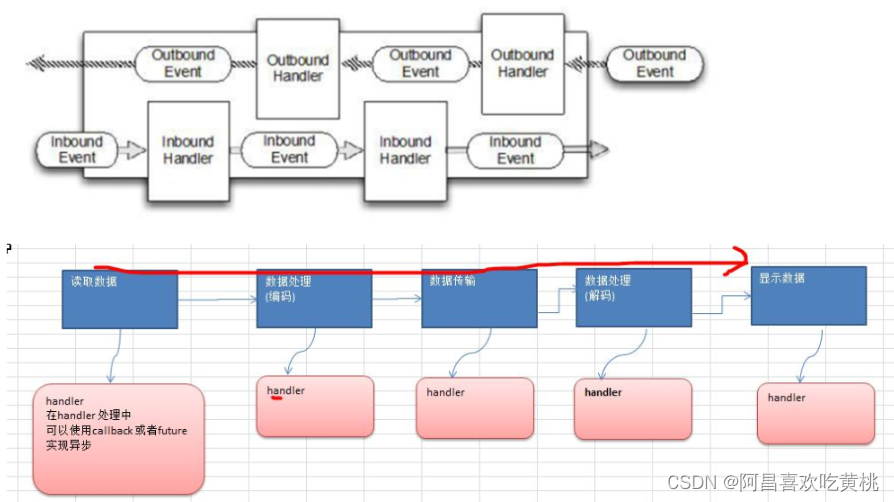 Outbound
Event
Outbound
Handler
Outbound
Event
Outbound
Handler
Outbound
Event
Inbound
Event
Inbound
Handler
Inbound
Event
Inbound
Handler
Inbound
Event
读取数据
数据处理
(编码)
数据传输
数据处理
(解码)
显示数据
handler
在handler 处理中
可以使用callback 或者future
实现异步
handler
handler
handler
handler
CSDN @阿昌喜欢吃黄桃